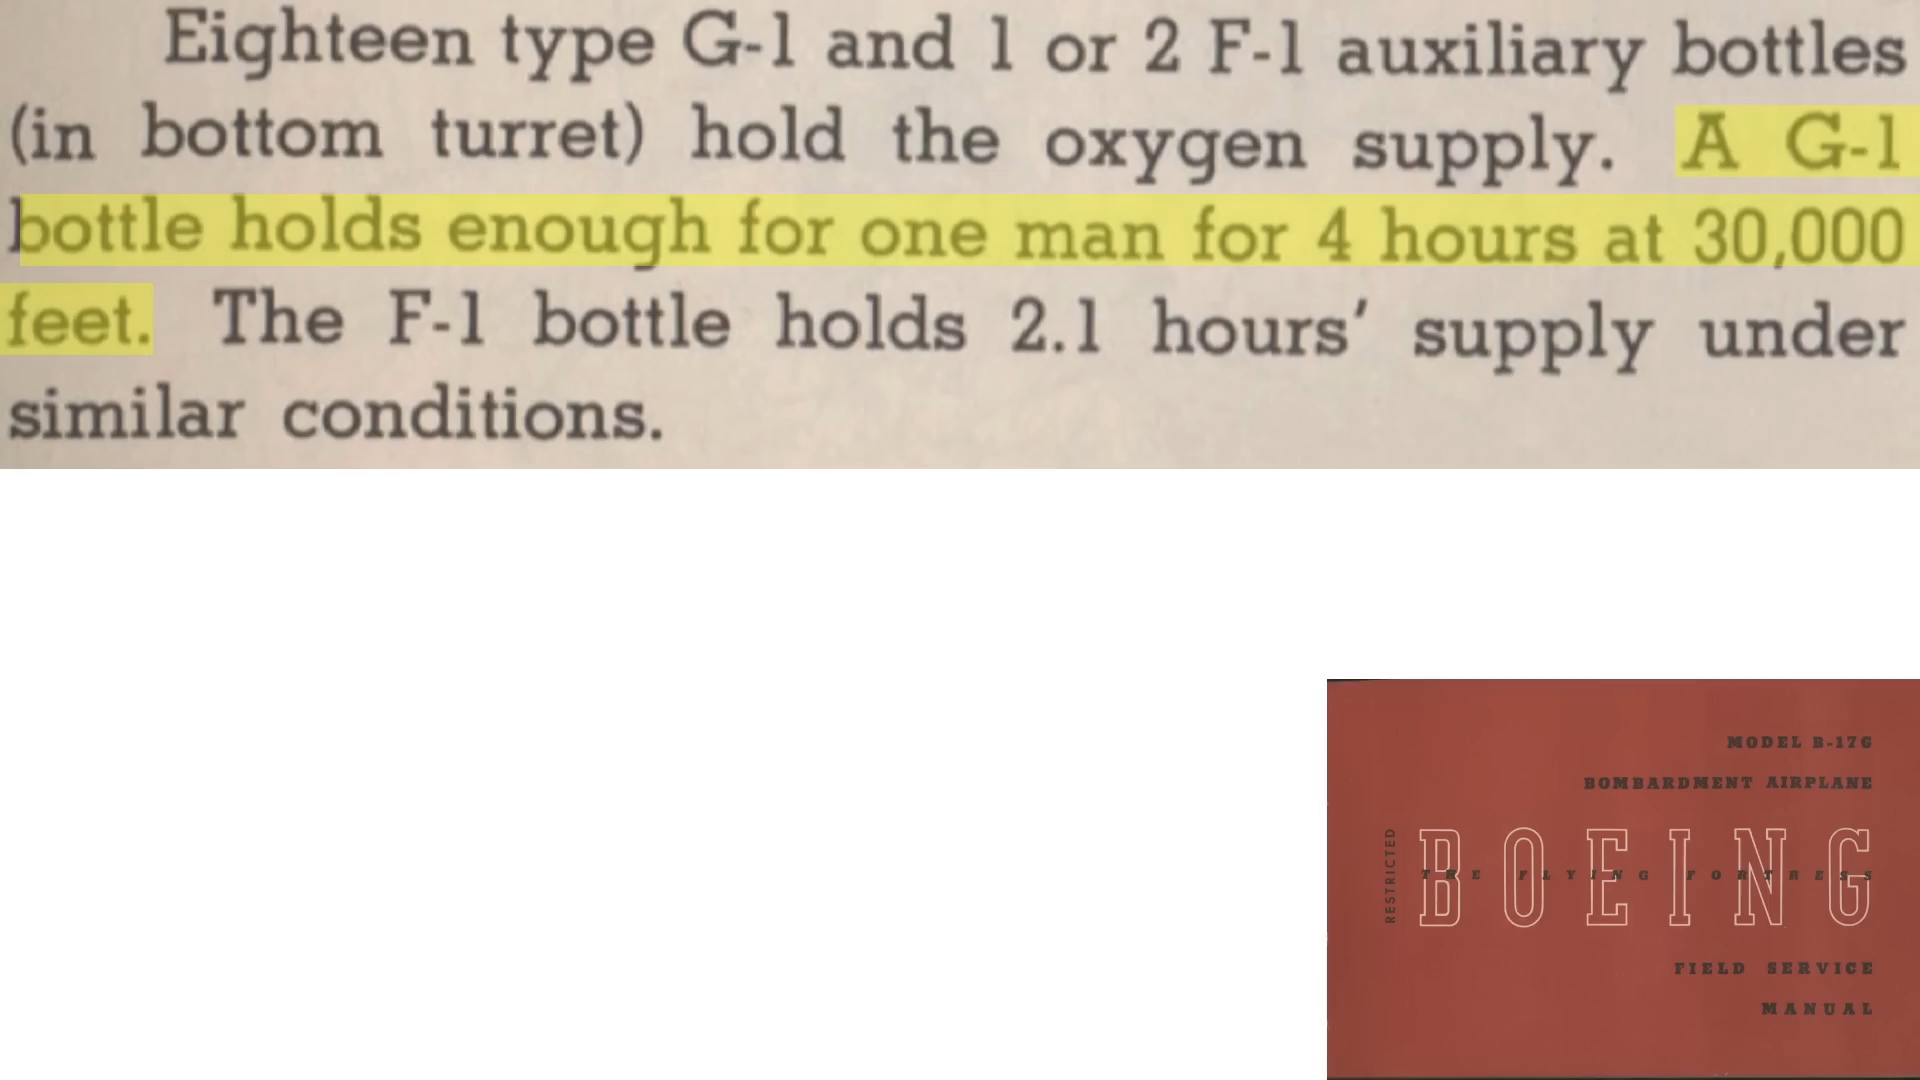 Eighteen type G-1 and 1 or 2 F-1 auxiliary bottles
(in bottom turret) hold the oxygen supply. A G-1
bottle holds enough for one man for 4 hours at 30,000
feet. The F-1 bottle holds 2.1 hours' supply under
similar conditions.
MODEL B-17G
BOMBARDMENT AIRPLANE
RESTRICTED
BOEING
THE FLYING FORTRESS
FIELD SERVICE
MANUAL